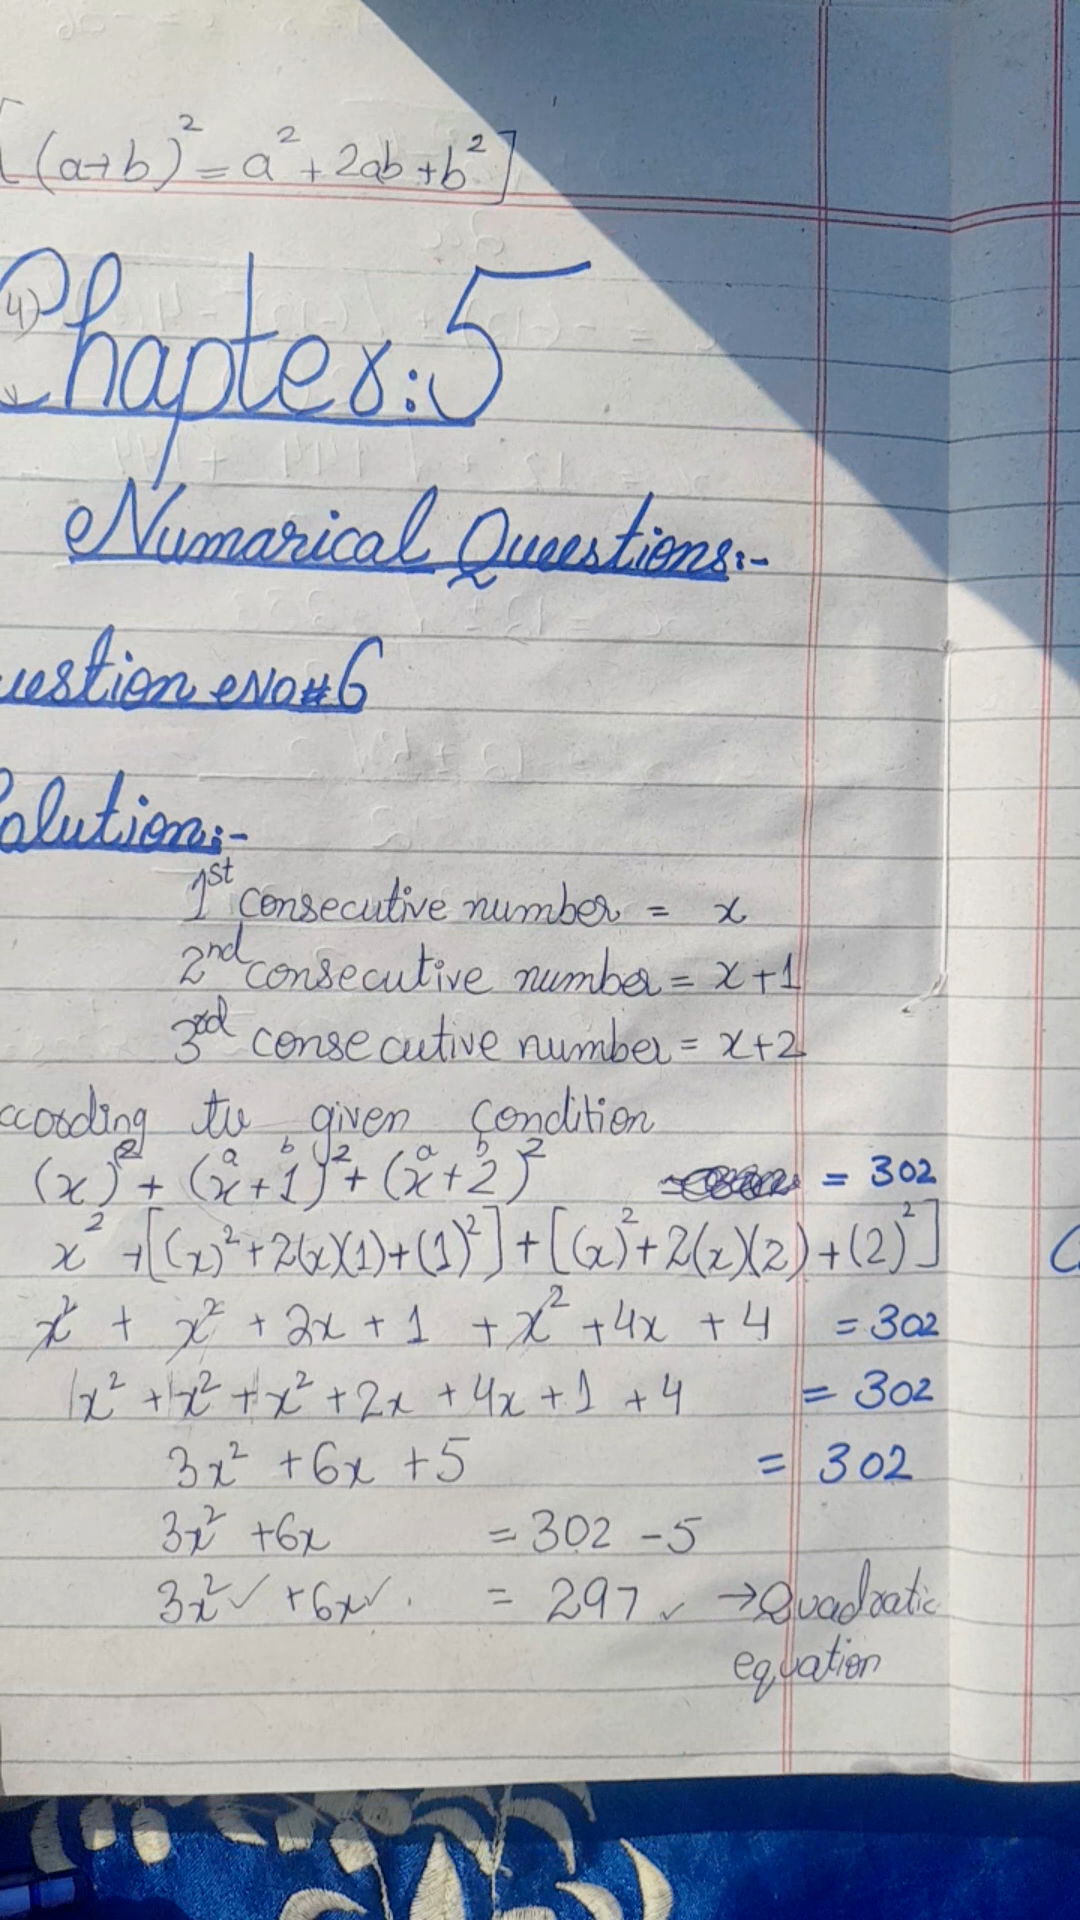 [(a+b)² = a² + 2ab + b²]
4)
Chapter:5
Numarical Queestions:-
uestion No#6
Solution:-
1st consecutive number = x
2nd consecutive number = x+1
3rd consecutive number = x+2
ccording to given condition
(x)² + (x+1)² + (x+2)² = 302
a b a b
x² + [(x)² + 2(x)(1) + (1)²] + [(x)² + 2(x)(2) + (2)²]
x² + x² + 2x + 1 + x² + 4x + 4 = 302
x² + x² + x² + 2x + 4x + 1 + 4 = 302
3x² + 6x + 5 = 302
3x² + 6x = 302 - 5
3x² ✓ + 6x ✓ . = 297 ✓ → Quadratic
equation